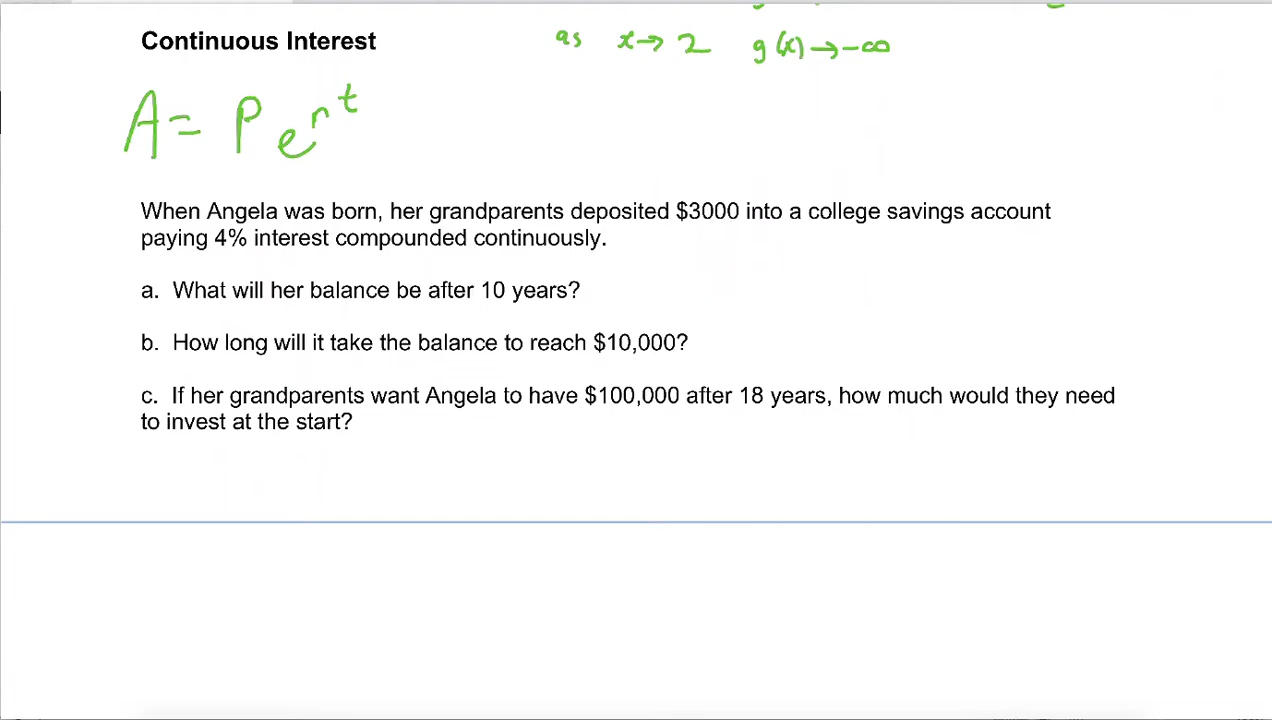 Continuous Interest
as x→2 g(x)→-∞
A = Pe^rt
When Angela was born, her grandparents deposited $3000 into a college savings account
paying 4% interest compounded continuously.
a. What will her balance be after 10 years?
b. How long will it take the balance to reach $10,000?
c. If her grandparents want Angela to have $100,000 after 18 years, how much would they need
to invest at the start?